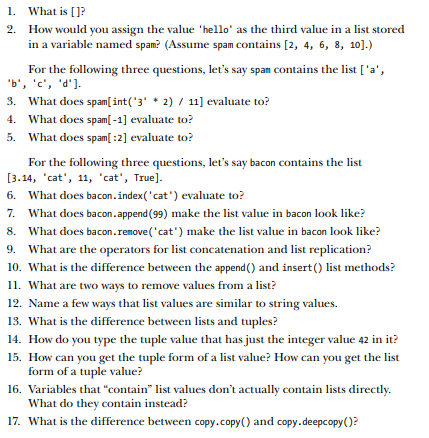 1. What is []?
2. How would you assign the value 'hello' as the third value in a list stored
in a variable named spam? (Assume spam contains [2, 4, 6, 8, 10].)
For the following three questions, let's say spam contains the list ['a',
'b', 'c', 'd'].
3. What does spam[int('3' * 2) / 11] evaluate to?
4. What does spam[-1] evaluate to?
5. What does spam[:2] evaluate to?
For the following three questions, let's say bacon contains the list
[3.14, 'cat', 11, 'cat', True].
6. What does bacon.index('cat') evaluate to?
7. What does bacon.append(99) make the list value in bacon look like?
8. What does bacon.remove('cat') make the list value in bacon look like?
9. What are the operators for list concatenation and list replication?
10. What is the difference between the append() and insert() list methods?
11. What are two ways to remove values from a list?
12. Name a few ways that list values are similar to string values.
13. What is the difference between lists and tuples?
14. How do you type the tuple value that has just the integer value 42 in it?
15. How can you get the tuple form of a list value? How can you get the list
form of a tuple value?
16. Variables that “contain” list values don't actually contain lists directly.
What do they contain instead?
17. What is the difference between copy.copy() and copy.deepcopy()?